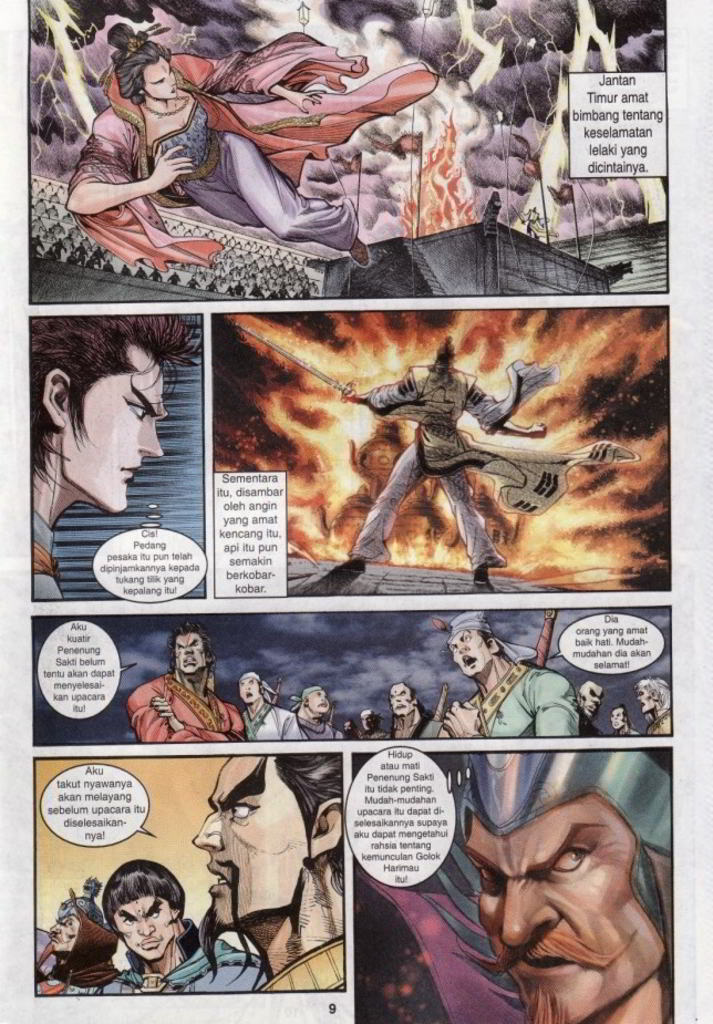 Jantan
Timur amat
bimbang tentang
keselamatan
lelaki yang
dicintainya.
Cis!
Pedang
pesaka itu pun telah
dipinjamkannya kepada
tukang tilik yang
kepalang itu!
Sementara
itu, disambar
oleh angin
yang amat
kencang itu,
api itu pun
semakin
berkobar-
kobar.
Aku
kuatir
Penenung
Sakti belum
tentu akan dapat
menyelesai-
kan upacara
itu!
Dia
orang yang amat
baik hati. Mudah-
mudahan dia akan
selamat!
Aku
takut nyawanya
akan melayang
sebelum upacara itu
diselesaikan-
nya!
Hidup
atau mati
Penenung Sakti
itu tidak penting.
Mudah-mudahan
upacara itu dapat di-
selesaikannya supaya
aku dapat mengetahui
rahsia tentang
kemunculan Golok
Harimau
itu!
9